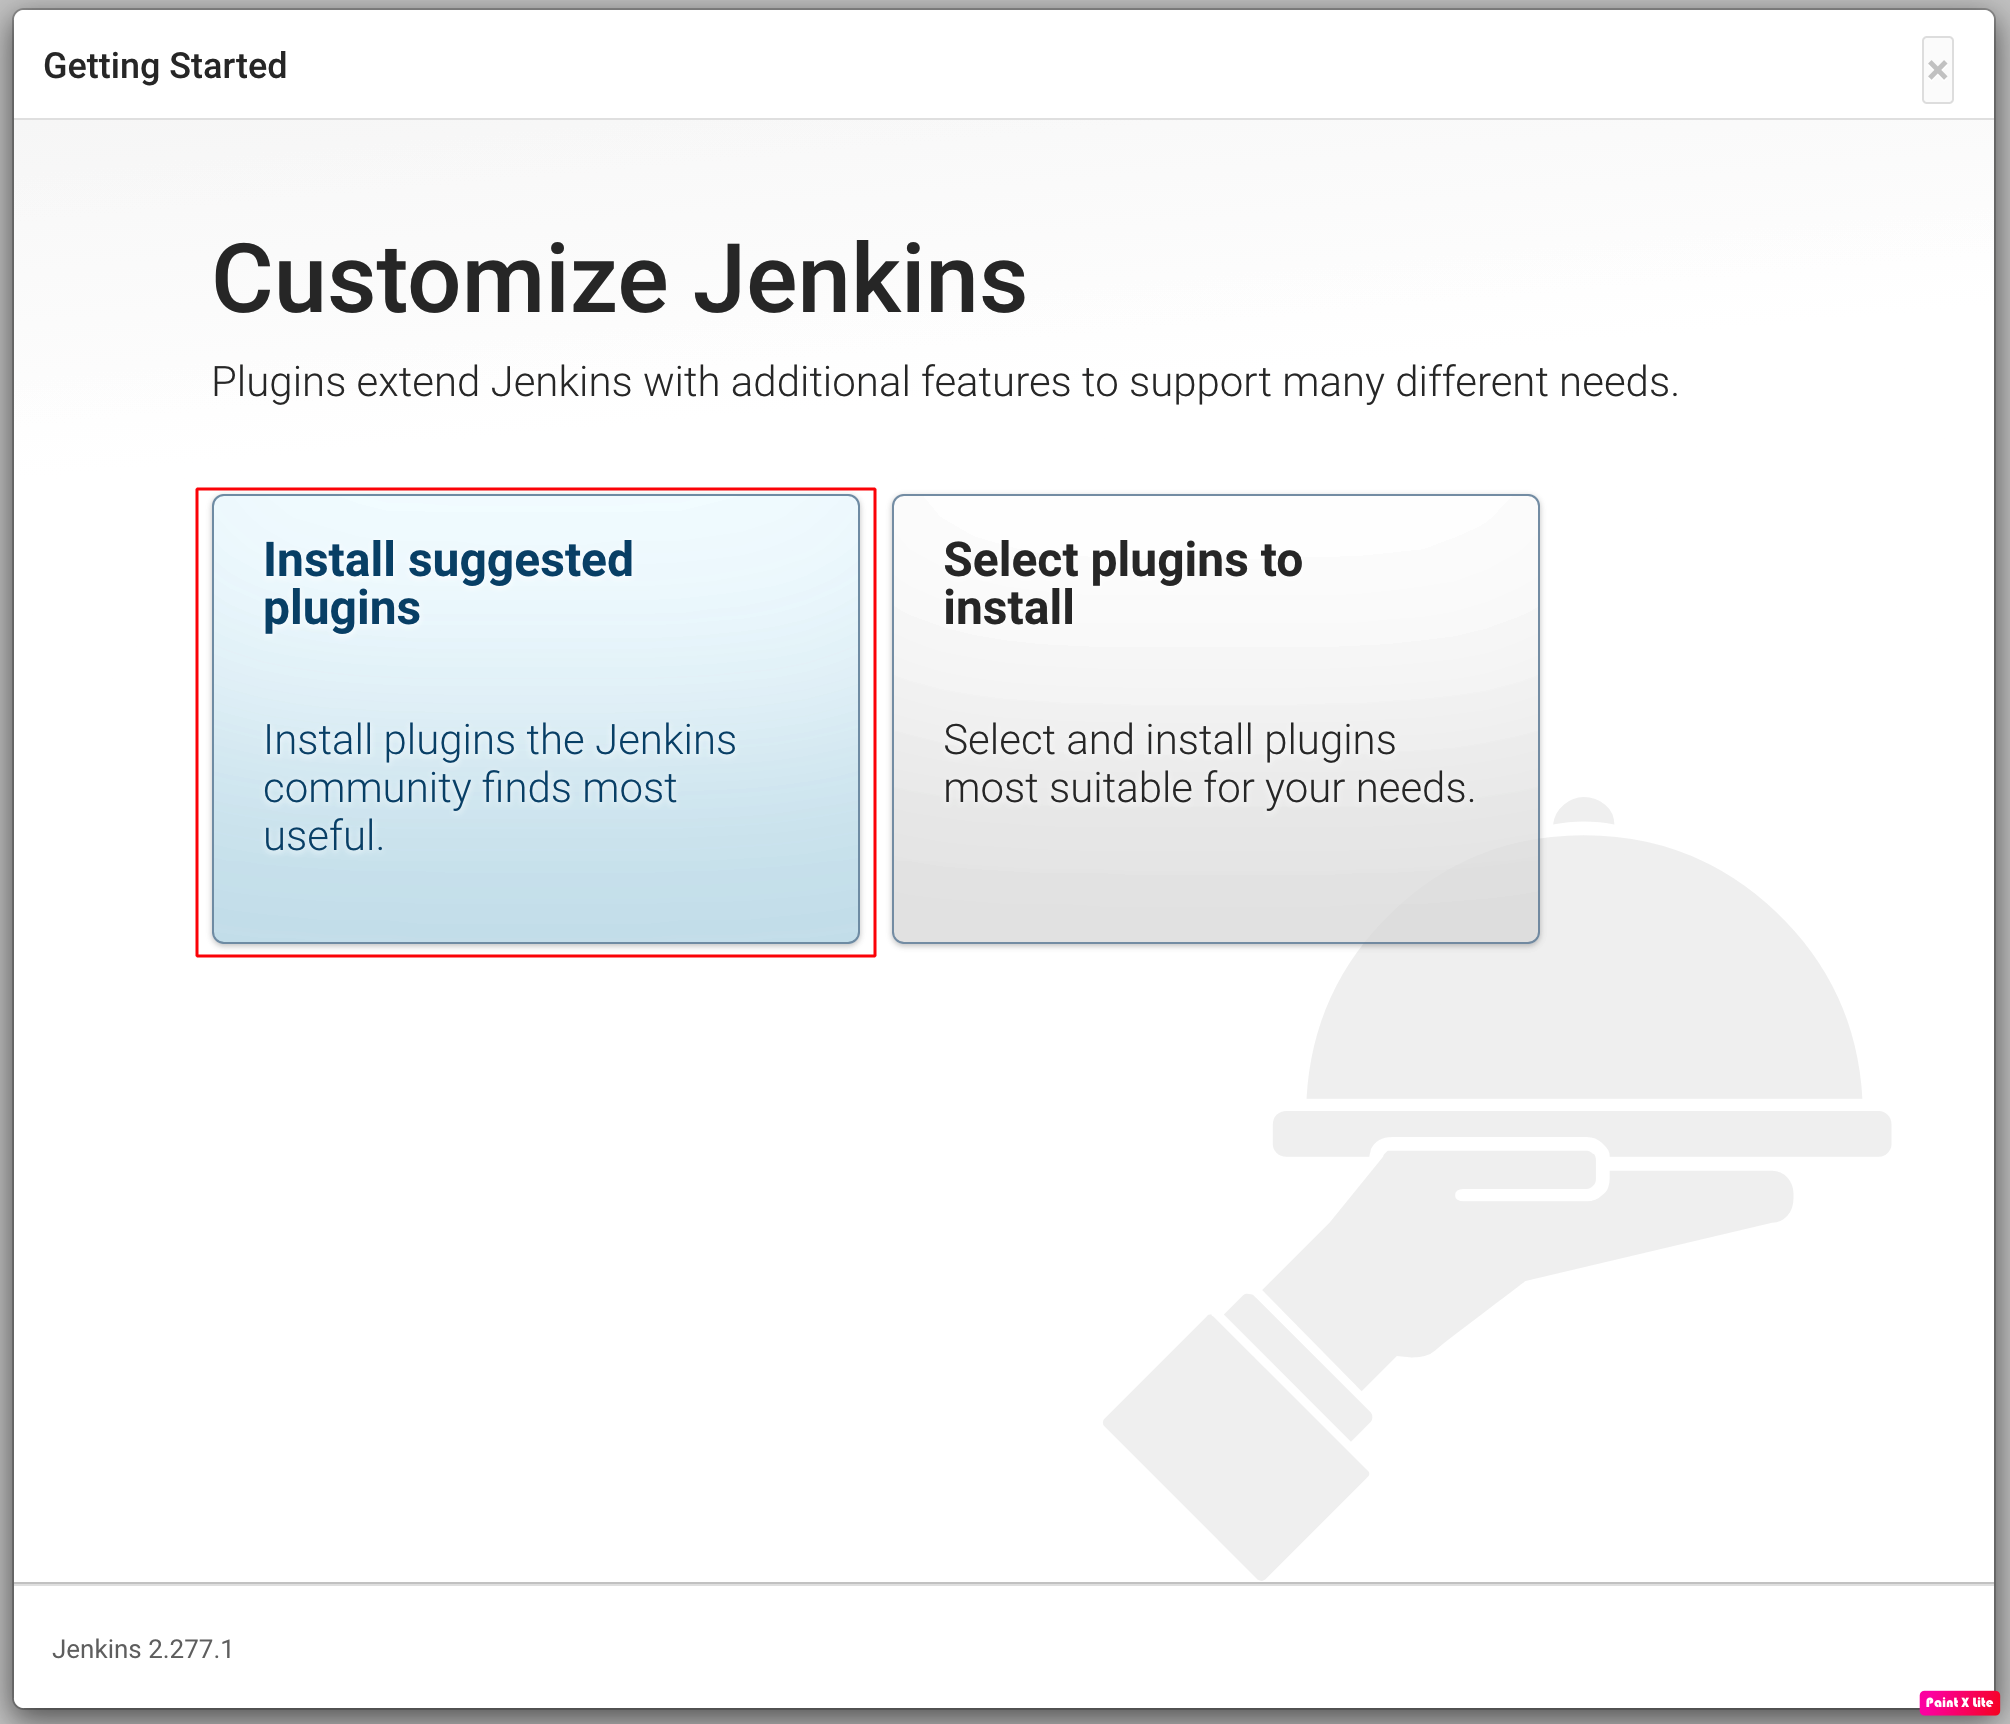 Getting Started
×
Customize Jenkins
Plugins extend Jenkins with additional features to support many different needs.
Install suggested
plugins
Install plugins the Jenkins
community finds most
useful.
Select plugins to
install
Select and install plugins
most suitable for your needs.
Jenkins 2.277.1
Paint X Lite